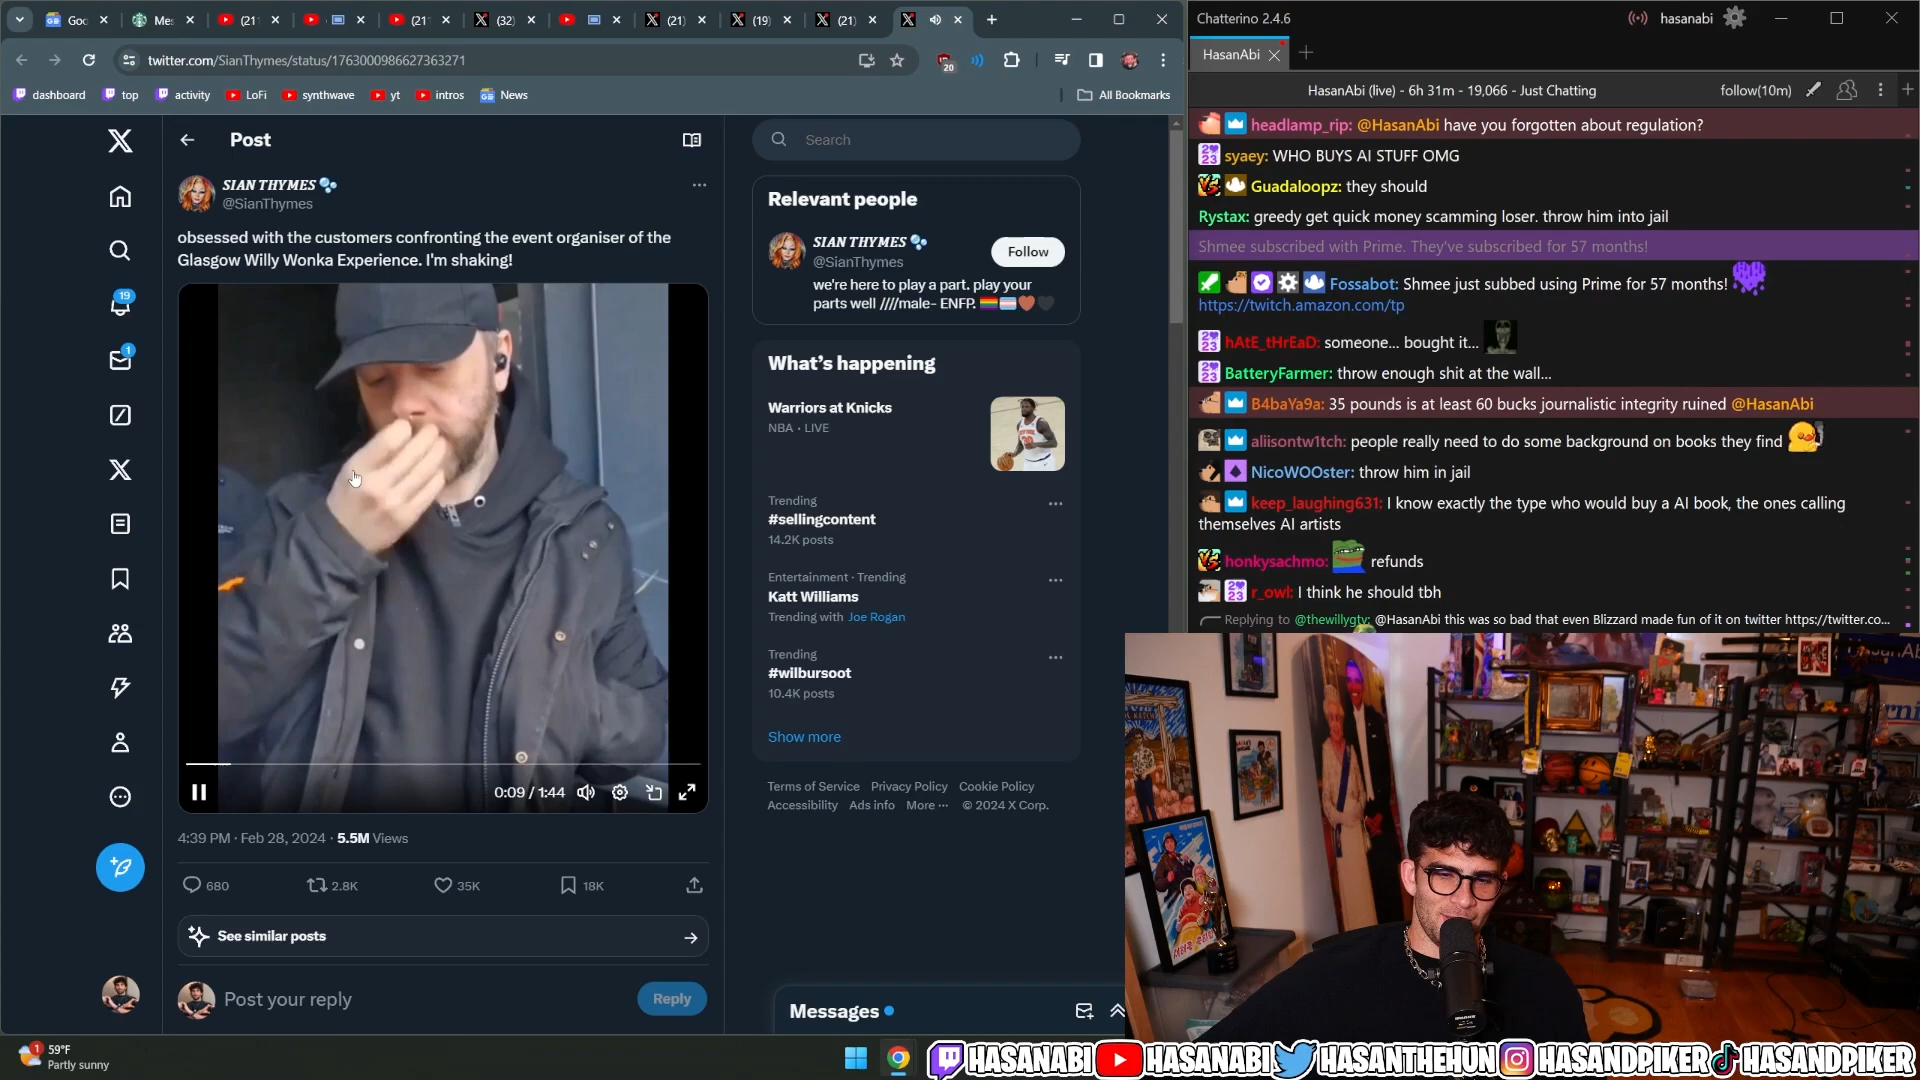 Goo
Mes
(21
(21
(32)
(21)
(19)
(21)
twitter.com/SianThymes/status/1763000986627363271
20
dashboard
top
activity
LoFi
synthwave
yt
intros
News
All Bookmarks
Post
SIAN THYMES
@SianThymes
obsessed with the customers confronting the event organiser of the
Glasgow Willy Wonka Experience. I'm shaking!
0:09 / 1:44
4:39 PM · Feb 28, 2024 · 5.5M Views
680
2.8K
35K
18K
See similar posts
Post your reply
Reply
19
1
Search
Relevant people
SIAN THYMES
@SianThymes
Follow
we're here to play a part. play your
parts well ////male- ENFP.
What's happening
Warriors at Knicks
NBA · LIVE
Trending
#sellingcontent
14.2K posts
Entertainment · Trending
Katt Williams
Trending with Joe Rogan
Trending
#wilbursoot
10.4K posts
Show more
Terms of Service Privacy Policy Cookie Policy
Accessibility Ads info More ··· © 2024 X Corp.
Messages
Chatterino 2.4.6
hasanabi
HasanAbi
HasanAbi (live) - 6h 31m - 19,066 - Just Chatting
follow(10m)
headlamp_rip: @HasanAbi have you forgotten about regulation?
syaey: WHO BUYS AI STUFF OMG
Guadaloopz: they should
Rystax: greedy get quick money scamming loser. throw him into jail
Shmee subscribed with Prime. They've subscribed for 57 months!
Fossabot: Shmee just subbed using Prime for 57 months!
https://twitch.amazon.com/tp
hAtE_tHrEaD: someone... bought it...
BatteryFarmer: throw enough shit at the wall...
B4baYa9a: 35 pounds is at least 60 bucks journalistic integrity ruined @HasanAbi
aliisontw1tch: people really need to do some background on books they find
NicoWOOster: throw him in jail
keep_laughing631: I know exactly the type who would buy a AI book, the ones calling
themselves AI artists
honkysachmo: refunds
r_owl: I think he should tbh
Replying to @thewillygtv: @HasanAbi this was so bad that even Blizzard made fun of it on twitter https://twitter.co...
1
59°F
Partly sunny
HASANABI
HASANABI
HASANTHEHUN
HASANDPIKER
HASANDPIKER